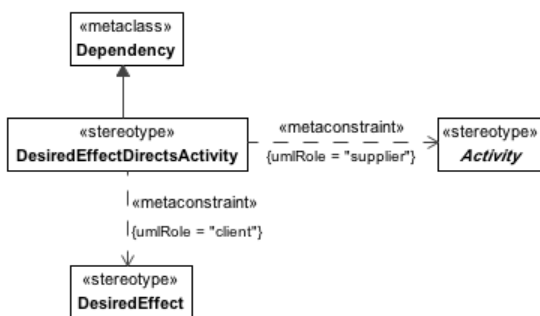 «metaclass»
Dependency
«stereotype»
DesiredEffectDirectsActivity
«metaconstraint»
{umlRole = "supplier"}
«stereotype»
Activity
«metaconstraint»
{umlRole = "client"}
«stereotype»
DesiredEffect